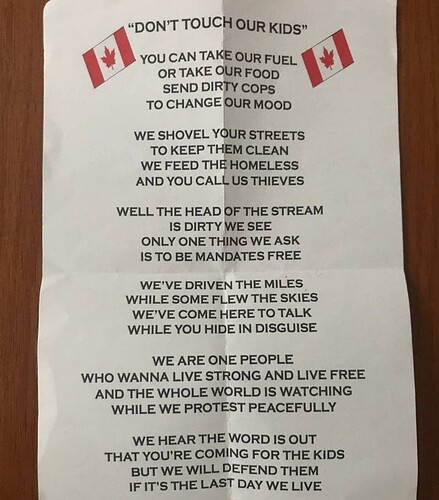 “DON’T TOUCH OUR KIDS”
YOU CAN TAKE OUR FUEL
OR TAKE OUR FOOD
SEND DIRTY COPS
TO CHANGE OUR MOOD
WE SHOVEL YOUR STREETS
TO KEEP THEM CLEAN
WE FEED THE HOMELESS
AND YOU CALL US THIEVES
WELL THE HEAD OF THE STREAM
IS DIRTY WE SEE
ONLY ONE THING WE ASK
IS TO BE MANDATES FREE
WE’VE DRIVEN THE MILES
WHILE SOME FLEW THE SKIES
WE’VE COME HERE TO TALK
WHILE YOU HIDE IN DISGUISE
WE ARE ONE PEOPLE
WHO WANNA LIVE STRONG AND LIVE FREE
AND THE WHOLE WORLD IS WATCHING
WHILE WE PROTEST PEACEFULLY
WE HEAR THE WORD IS OUT
THAT YOU’RE COMING FOR THE KIDS
BUT WE WILL DEFEND THEM
IF IT’S THE LAST DAY WE LIVE